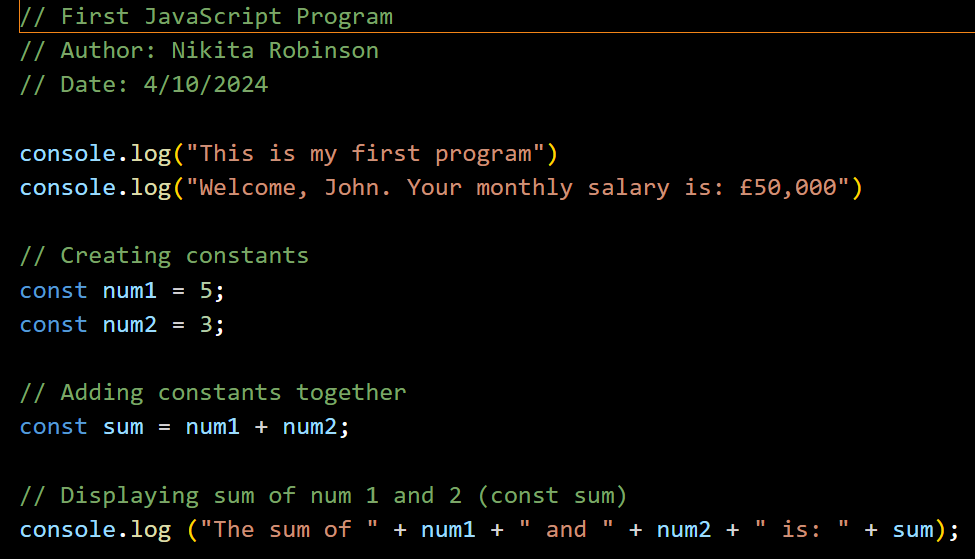 // First JavaScript Program
// Author: Nikita Robinson
// Date: 4/10/2024
console.log("This is my first program")
console.log("Welcome, John. Your monthly salary is: £50,000")
// Creating constants
const num1 = 5;
const num2 = 3;
// Adding constants together
const sum = num1 + num2;
// Displaying sum of num 1 and 2 (const sum)
console.log ("The sum of " + num1 + " and " + num2 + " is: " + sum);